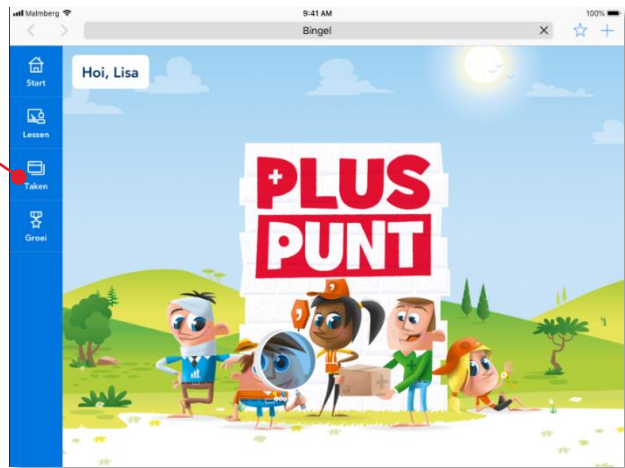 Malmberg
9:41 AM
100%
Bingel
Start
Hoi, Lisa
Lessen
Taken
Groei
PLUS
PUNT